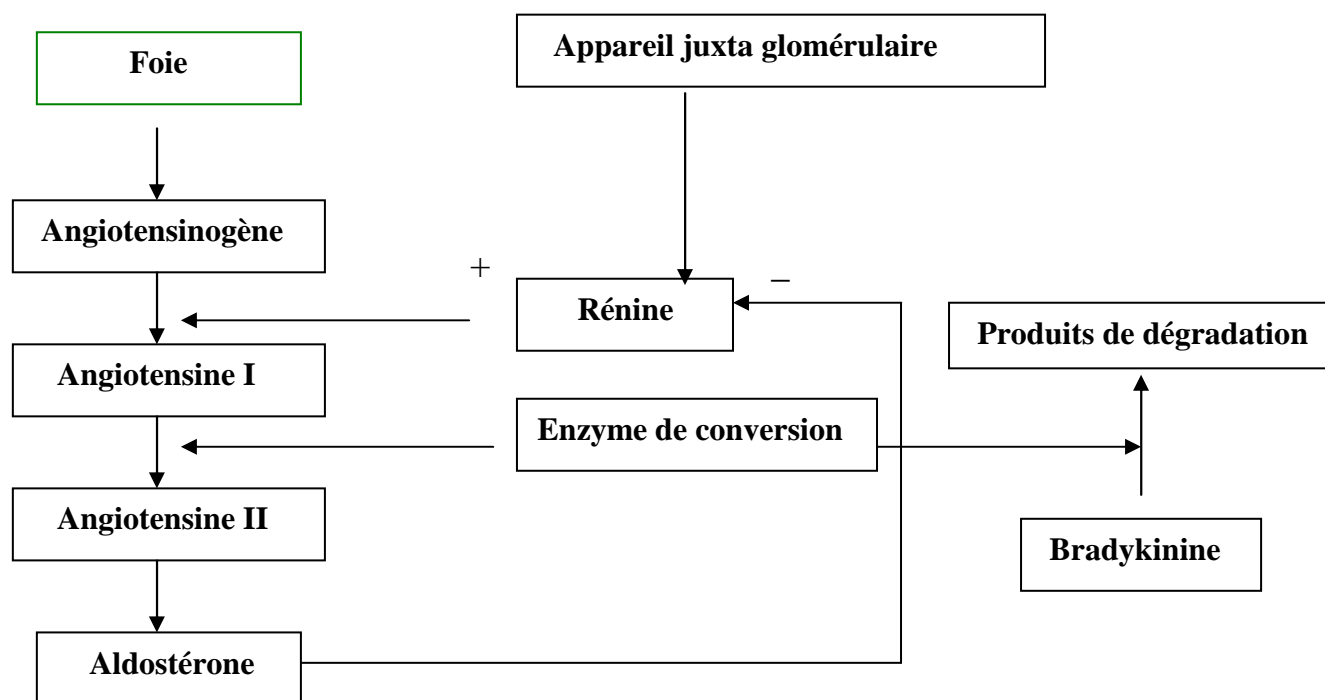 Foie
Appareil juxta glomérulaire
Angiotensinogène
+
Rénine
–
Produits de dégradation
Angiotensine I
Enzyme de conversion
Angiotensine II
Bradykinine
Aldostérone